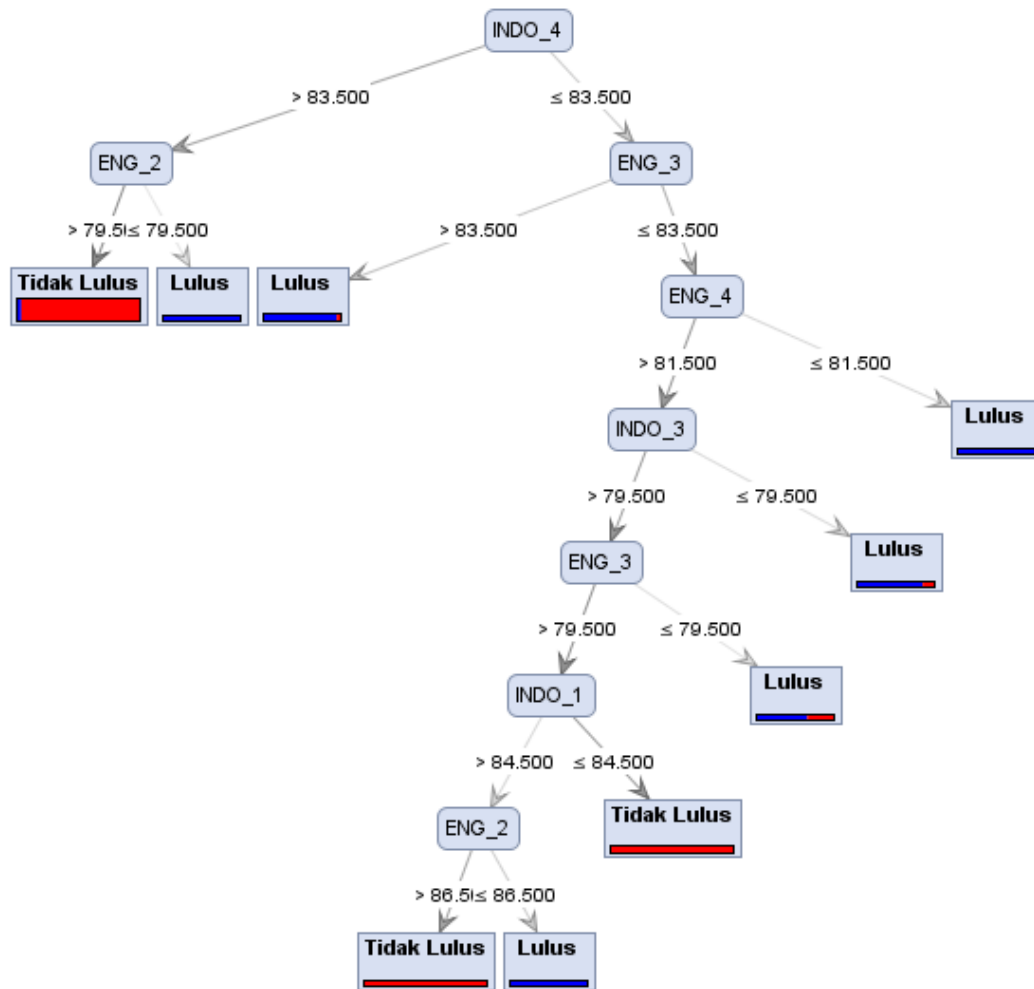 INDO_4
> 83.500
≤ 83.500
ENG_2
ENG_3
> 79.5
≤ 79.500
> 83.500
≤ 83.500
Tidak Lulus
Lulus
Lulus
ENG_4
> 81.500
≤ 81.500
INDO_3
Lulus
> 79.500
≤ 79.500
ENG_3
Lulus
> 79.500
≤ 79.500
INDO_1
Lulus
> 84.500
≤ 84.500
ENG_2
Tidak Lulus
> 86.5
≤ 86.500
Tidak Lulus
Lulus